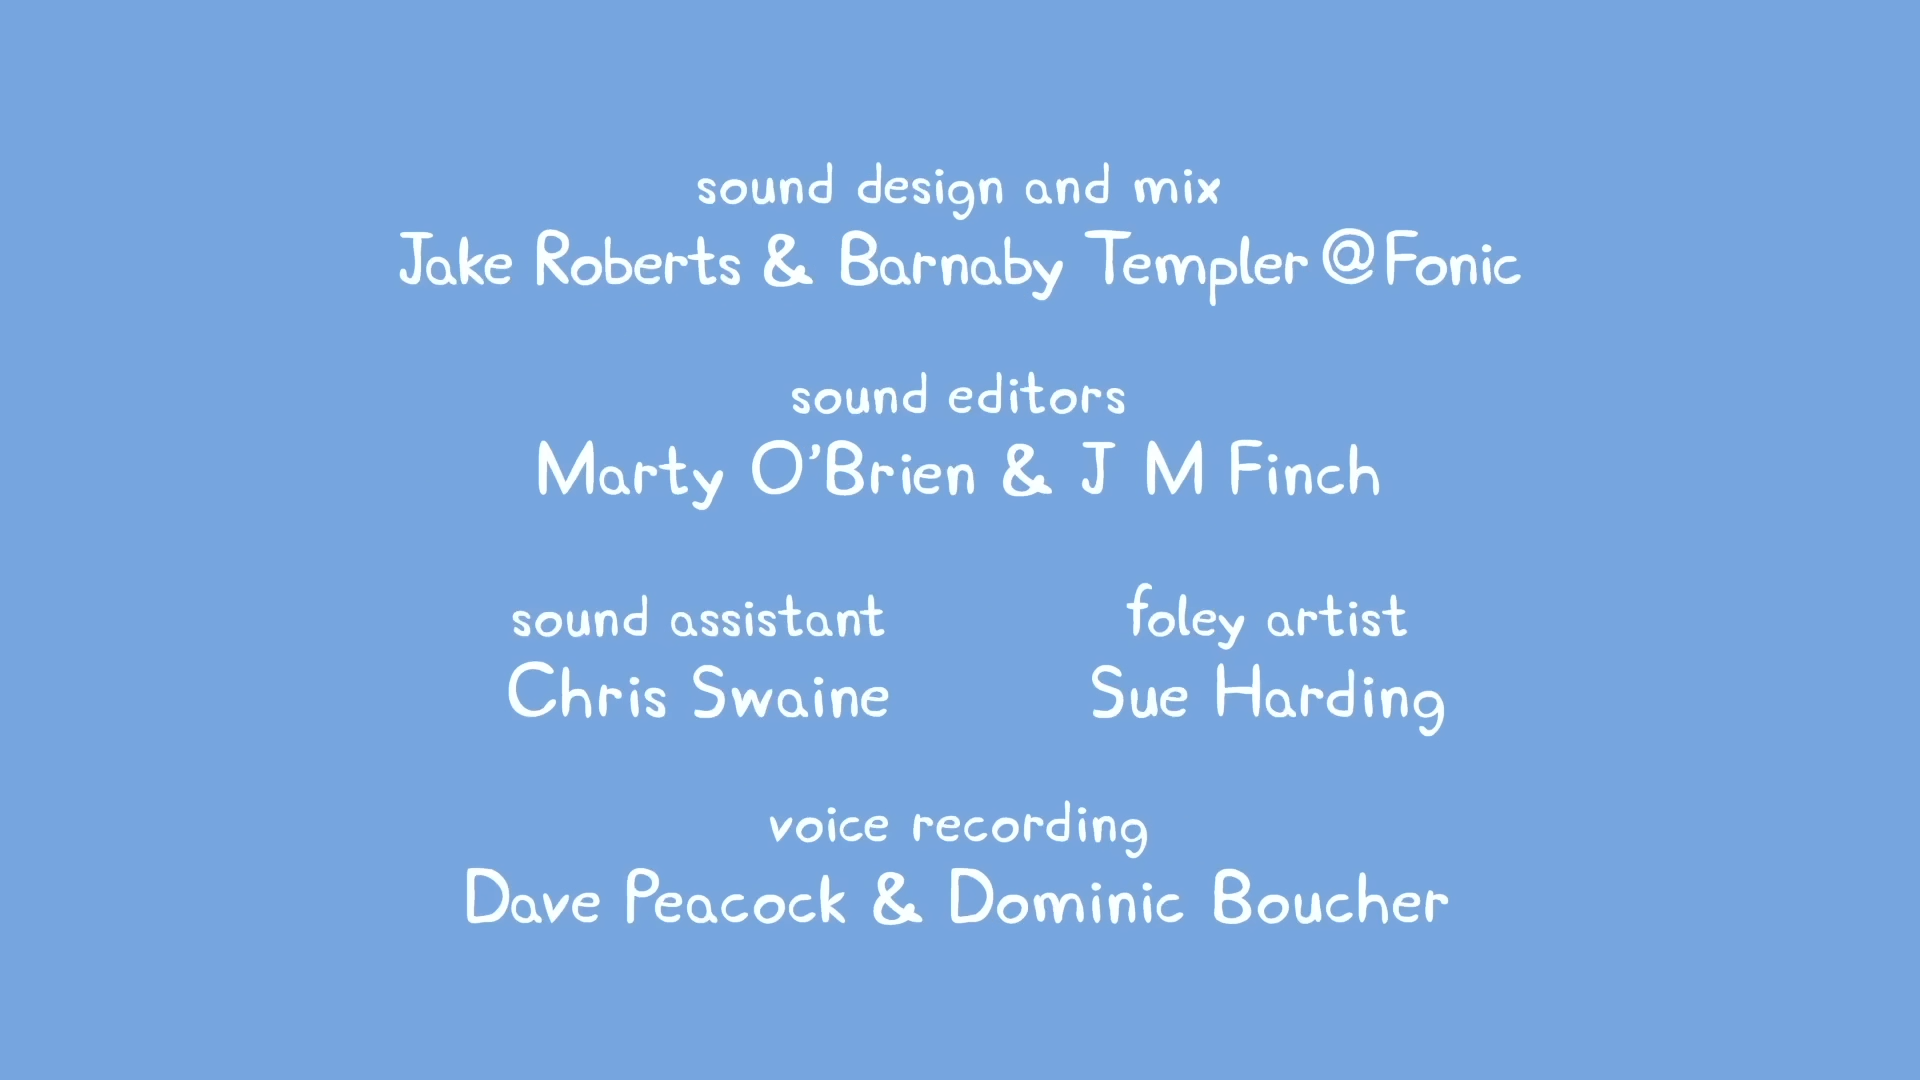 sound design and mix
Jake Roberts & Barnaby Templer @Fonic
sound editors
Marty O'Brien & J M Finch
sound assistant
Chris Swaine
foley artist
Sue Harding
voice recording
Dave Peacock & Dominic Boucher